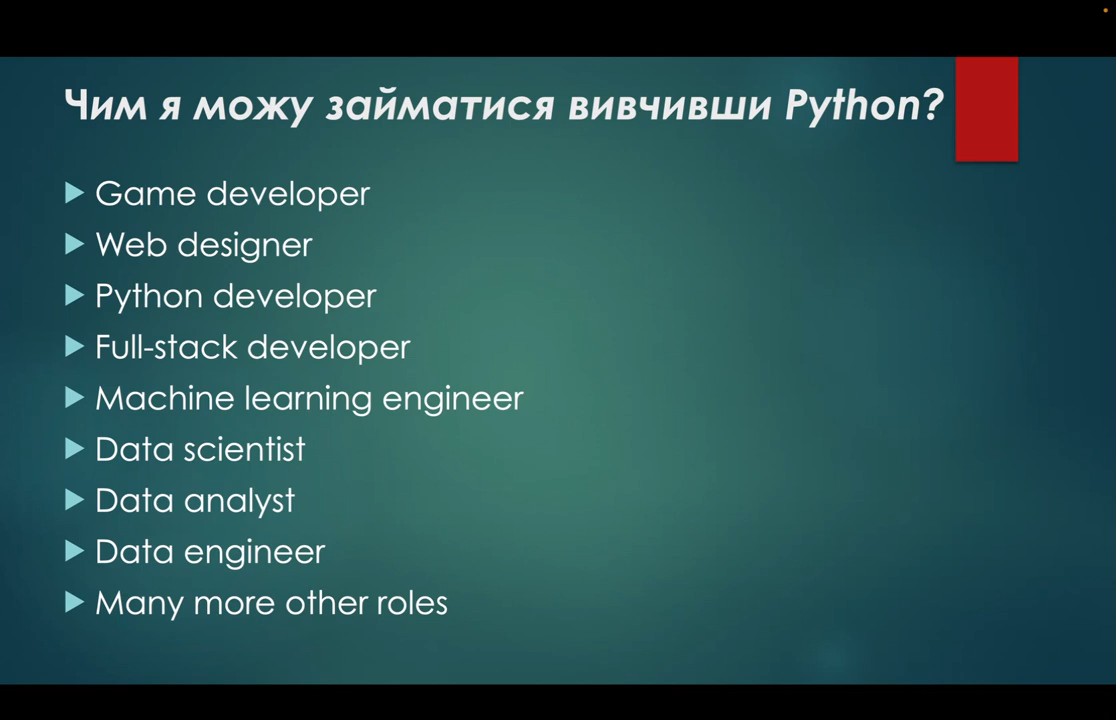 Чим я можу займатися вивчивши Python?
Game developer
Web designer
Python developer
Full-stack developer
Machine learning engineer
Data scientist
Data analyst
Data engineer
Many more other roles